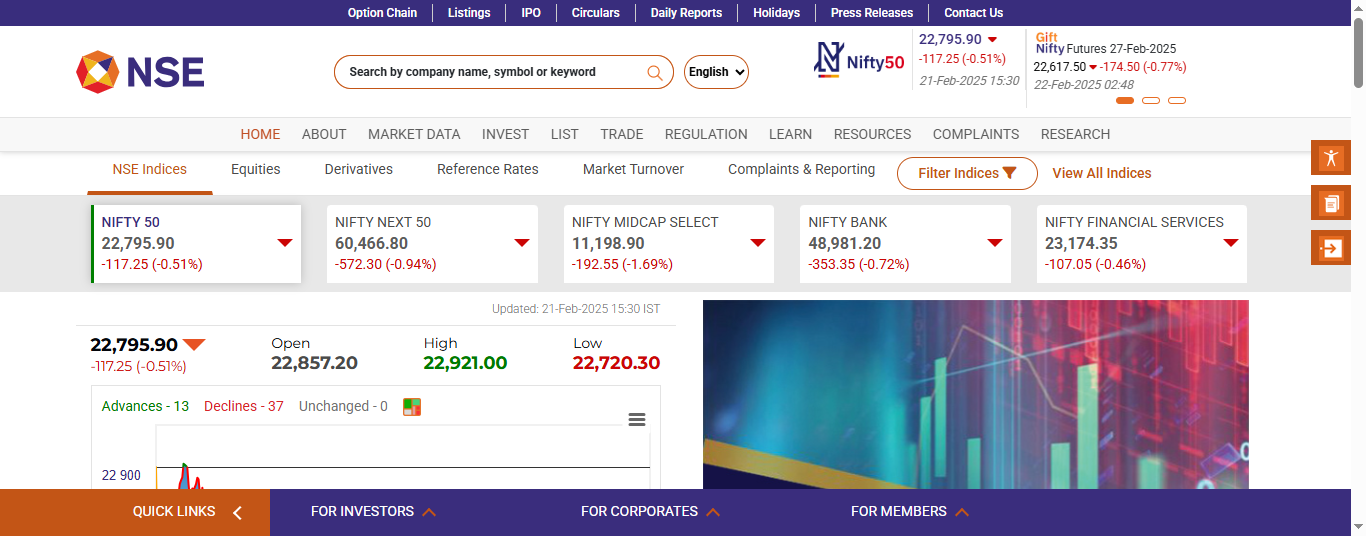 Option Chain Listings IPO Circulars Daily Reports Holidays Press Releases Contact Us
NSE
Search by company name, symbol or keyword
English
Nifty50
22,795.90
-117.25 (-0.51%)
21-Feb-2025 15:30
Gift
Nifty Futures 27-Feb-2025
22,617.50 -174.50 (-0.77%)
22-Feb-2025 02:48
HOME ABOUT MARKET DATA INVEST LIST TRADE REGULATION LEARN RESOURCES COMPLAINTS RESEARCH
NSE Indices Equities Derivatives Reference Rates Market Turnover Complaints & Reporting Filter Indices View All Indices
NIFTY 50
22,795.90
-117.25 (-0.51%)
NIFTY NEXT 50
60,466.80
-572.30 (-0.94%)
NIFTY MIDCAP SELECT
11,198.90
-192.55 (-1.69%)
NIFTY BANK
48,981.20
-353.35 (-0.72%)
NIFTY FINANCIAL SERVICES
23,174.35
-107.05 (-0.46%)
Updated: 21-Feb-2025 15:30 IST
22,795.90
-117.25 (-0.51%)
Open
22,857.20
High
22,921.00
Low
22,720.30
Advances - 13 Declines - 37 Unchanged - 0
22 900
QUICK LINKS FOR INVESTORS FOR CORPORATES FOR MEMBERS